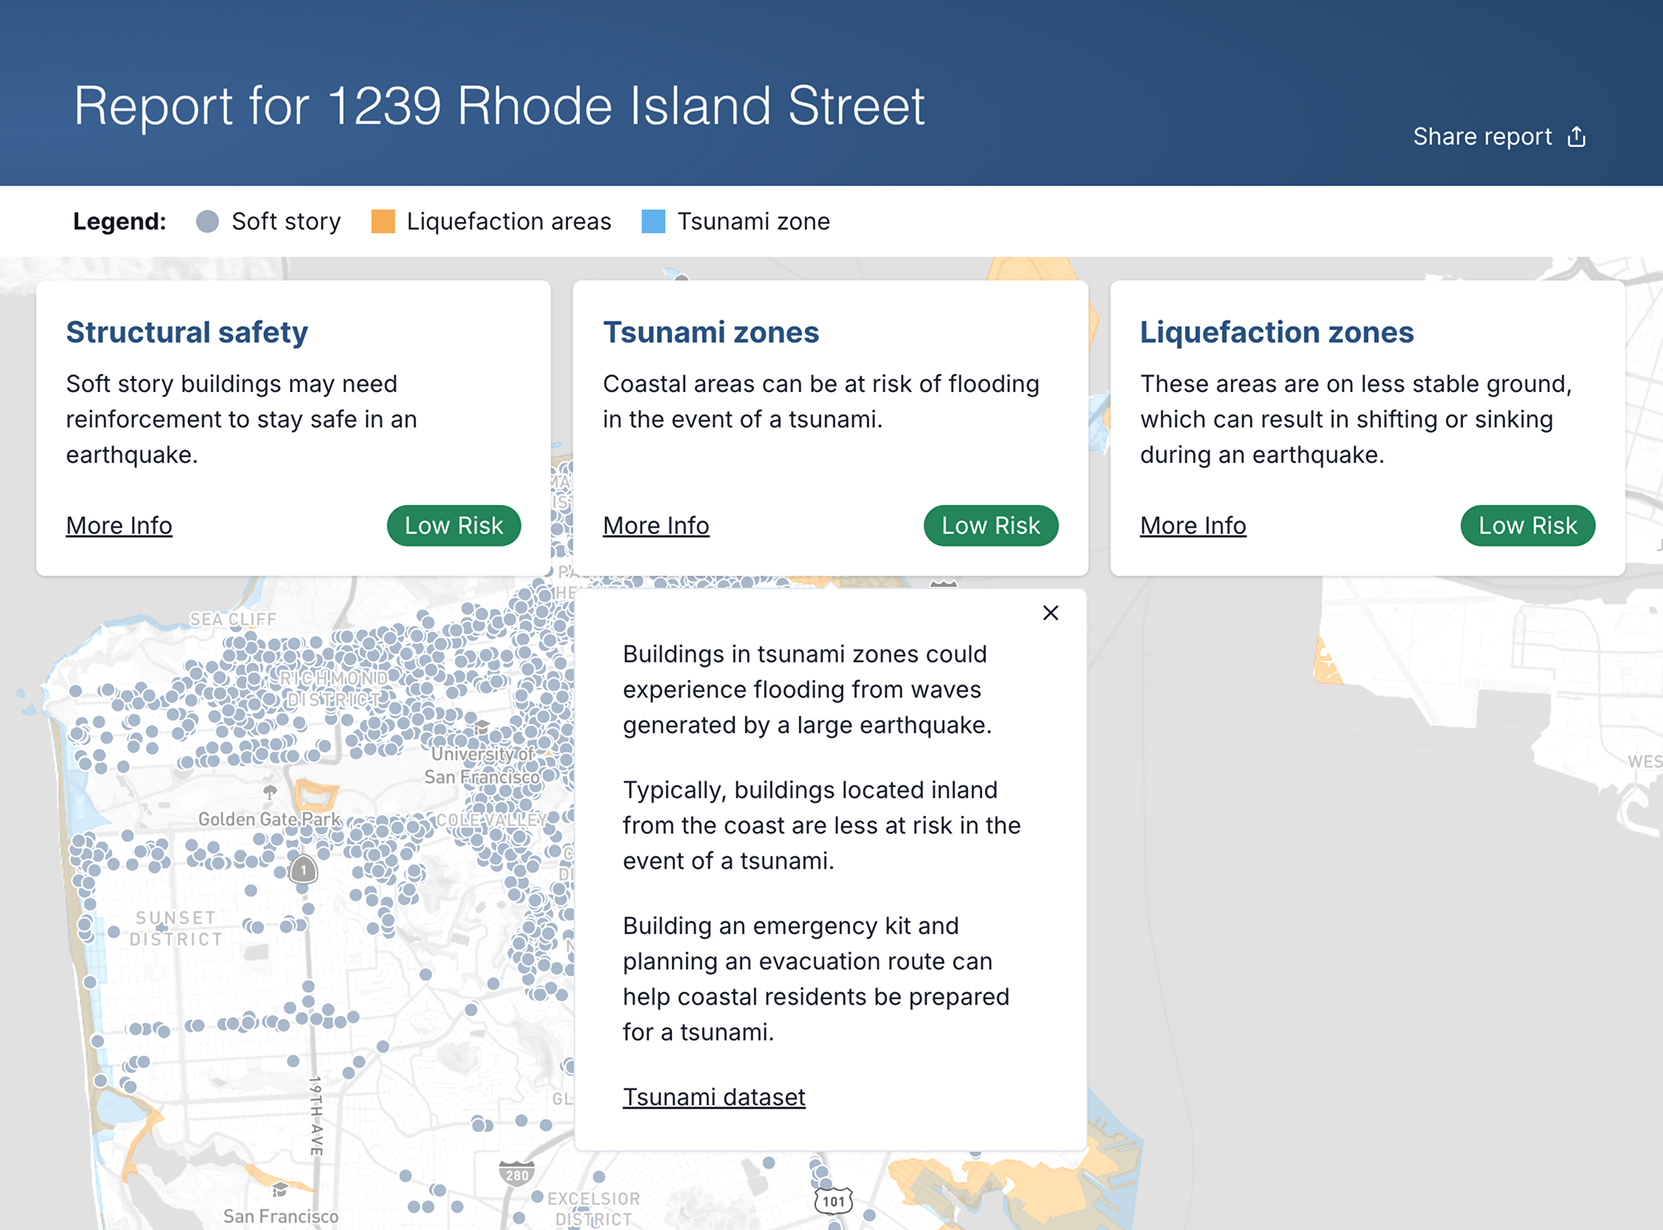 Report for 1239 Rhode Island Street
Share report
Legend:
Soft story
Liquefaction areas
Tsunami zone
Structural safety
Soft story buildings may need
reinforcement to stay safe in an
earthquake.
More Info
Low Risk
Tsunami zones
Coastal areas can be at risk of flooding
in the event of a tsunami.
More Info
Low Risk
Liquefaction zones
These areas are on less stable ground,
which can result in shifting or sinking
during an earthquake.
More Info
Low Risk
Buildings in tsunami zones could
experience flooding from waves
generated by a large earthquake.
Typically, buildings located inland
from the coast are less at risk in the
event of a tsunami.
Building an emergency kit and
planning an evacuation route can
help coastal residents be prepared
for a tsunami.
Tsunami dataset
SEA CLIFF
RICHMOND
DISTRICT
University of
San Francisco
Golden Gate Park
COLE VALLEY
1
SUNSET
DISTRICT
19TH AVE
GL
280
EXCELSIOR
DISTRICT
101
San Francisco
WES